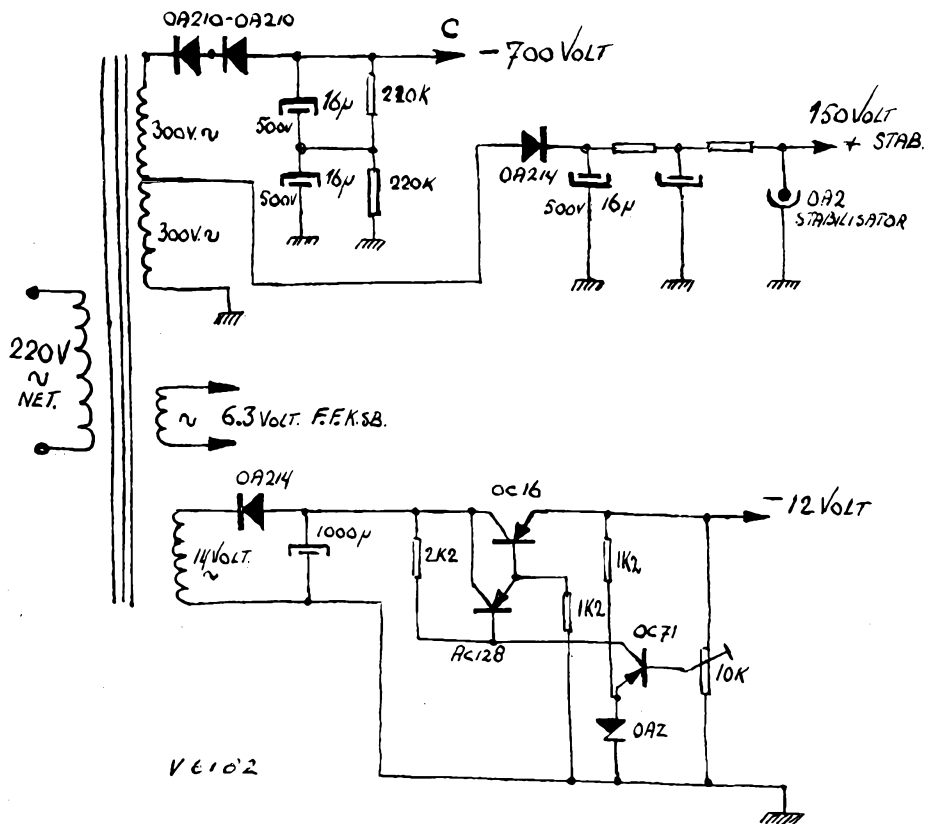 OA210-OA210
C
-700 VOLT
300V.~
16µ
500V
220K
16µ
500V
220K
300V.~
OA214
500V
16µ
150 VOLT
+ STAB.
OA2
STABILISATOR
220V
~
NET.
~ 6.3 VOLT. F.F.K.SB.
OA214
14 VOLT.
~
1000µ
2K2
OC16
AC128
1K2
1K2
OC71
-12 VOLT
10K
OAZ